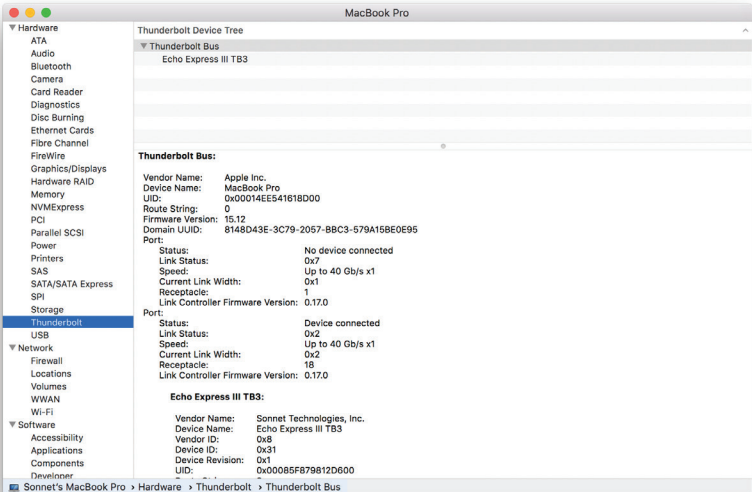 MacBook Pro
Hardware
ATA
Audio
Bluetooth
Camera
Card Reader
Diagnostics
Disc Burning
Ethernet Cards
Fibre Channel
FireWire
Graphics/Displays
Hardware RAID
Memory
NVMExpress
PCI
Parallel SCSI
Power
Printers
SAS
SATA/SATA Express
SPI
Storage
Thunderbolt
USB
Network
Firewall
Locations
Volumes
WWAN
Wi-Fi
Software
Accessibility
Applications
Components
Developer
Thunderbolt Device Tree
Thunderbolt Bus
Echo Express III TB3
Thunderbolt Bus:
Vendor Name: Apple Inc.
Device Name: MacBook Pro
UID: 0x00014EE541618D00
Route String: 0
Firmware Version: 15.12
Domain UUID: 8148D43E-3C79-2057-BBC3-579A15BE0E95
Port:
Status: No device connected
Link Status: 0x7
Speed: Up to 40 Gb/s x1
Current Link Width: 0x1
Receptacle: 1
Link Controller Firmware Version: 0.17.0
Port:
Status: Device connected
Link Status: 0x2
Speed: Up to 40 Gb/s x1
Current Link Width: 0x2
Receptacle: 18
Link Controller Firmware Version: 0.17.0
Echo Express III TB3:
Vendor Name: Sonnet Technologies, Inc.
Device Name: Echo Express III TB3
Vendor ID: 0x8
Device ID: 0x31
Device Revision: 0x1
UID: 0x00085F879812D600
Sonnet's MacBook Pro › Hardware › Thunderbolt › Thunderbolt Bus